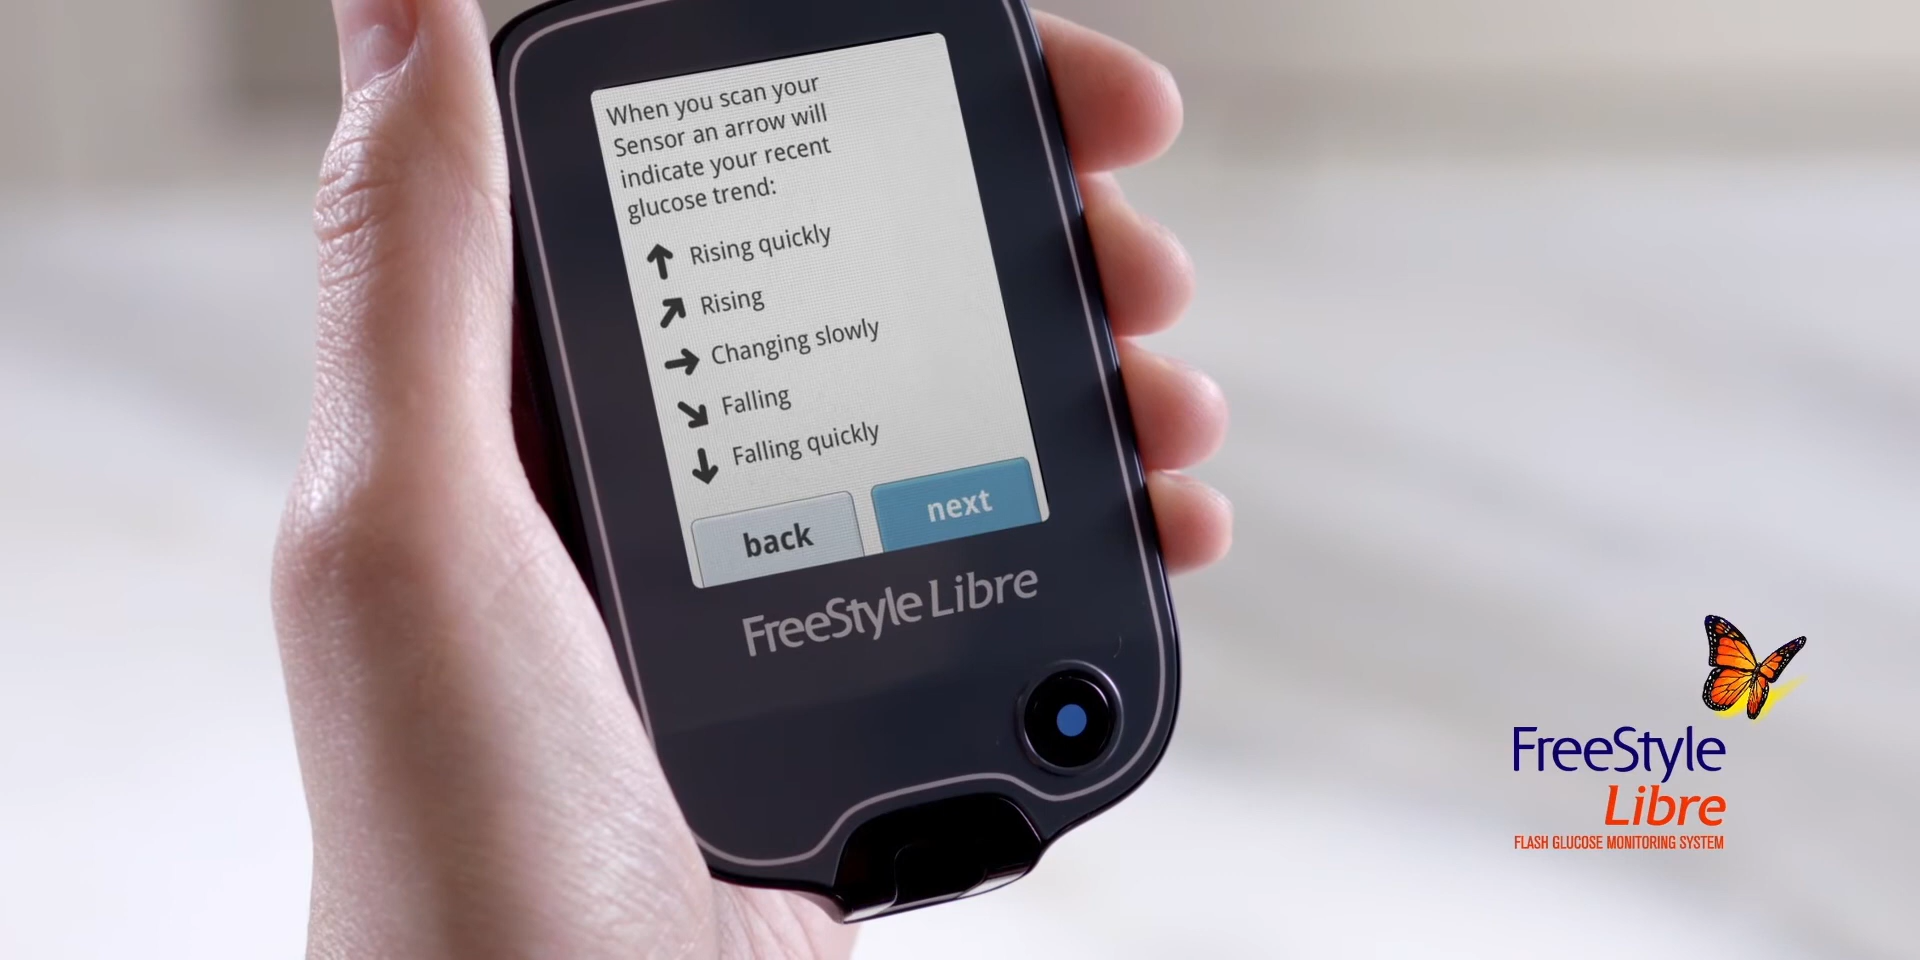 When you scan your
Sensor an arrow will
indicate your recent
glucose trend:
Rising quickly
Rising
Changing slowly
Falling
Falling quickly
back
next
FreeStyle Libre
FreeStyle
Libre
FLASH GLUCOSE MONITORING SYSTEM